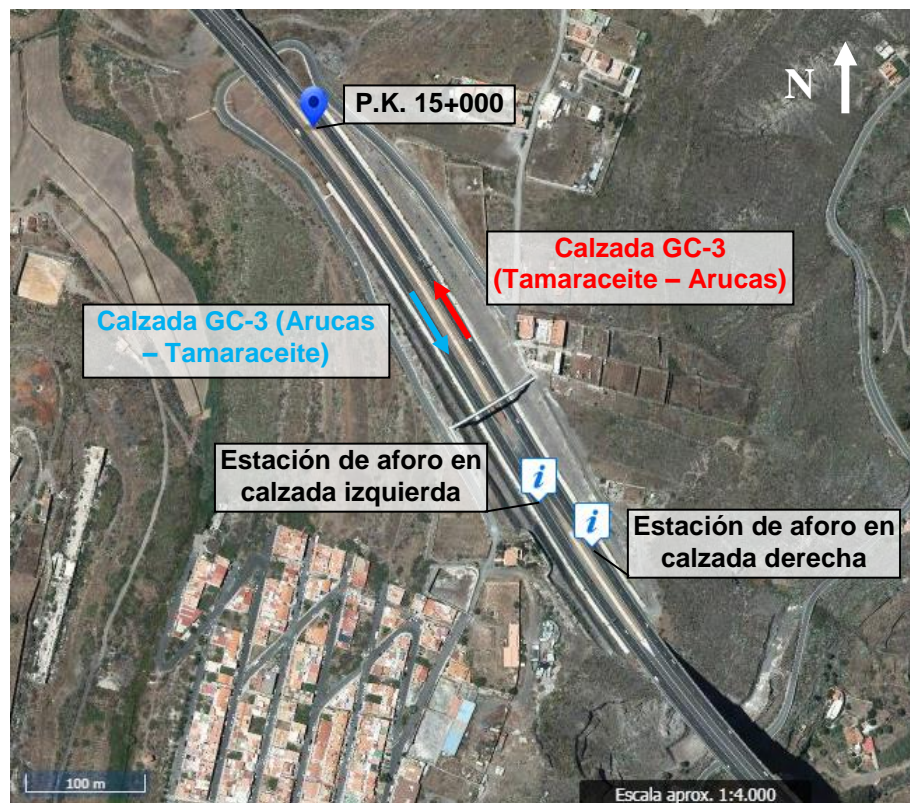 N
P.K. 15+000
Calzada GC-3
(Tamaraceite – Arucas)
Calzada GC-3 (Arucas
– Tamaraceite)
Estación de aforo en
calzada izquierda
i
i
Estación de aforo en
calzada derecha
100 m
Escala aprox. 1:4.000